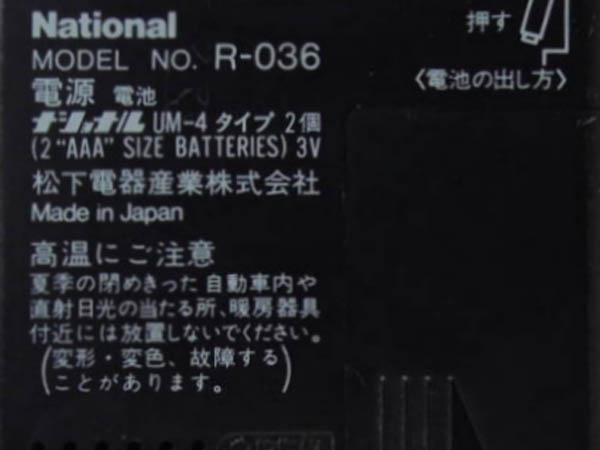 National
MODEL NO. R-036
押す
〈電池の出し方〉
電源 電池
ナショナル UM-4 タイプ 2個
(2 "AAA" SIZE BATTERIES) 3V
松下電器産業株式会社
Made in Japan
高温にご注意
夏季の閉めきった自動車内や
直射日光の当たる所、暖房器具
付近には放置しないでください。
(変形・変色、故障する
ことがあります。)